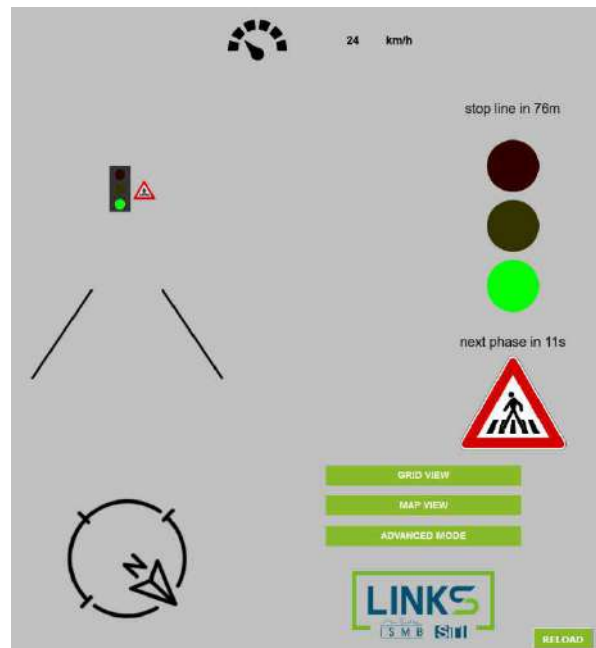 24 km/h
stop line in 76m
next phase in 11s
GRID VIEW
MAP VIEW
ADVANCED MODE
N
LINKS
SMB
RELOAD